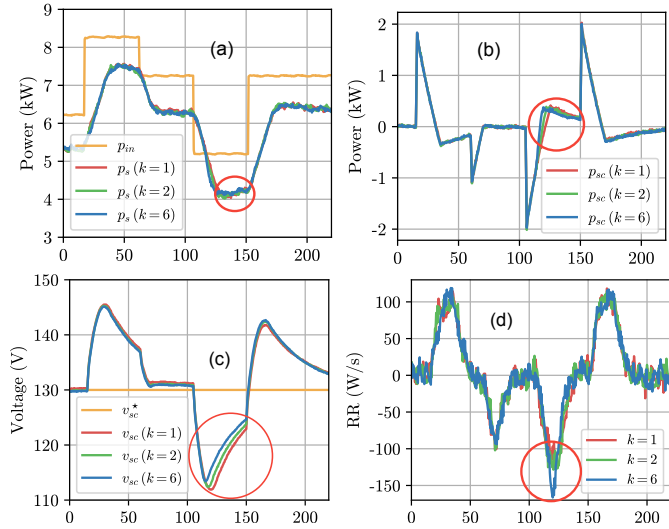 (a)
9
8
7
6
5
4
3
Power (kW)
p_in
p_s (k = 1)
p_s (k = 2)
p_s (k = 6)
0 50 100 150 200
(b)
2
1
0
-1
-2
Power (kW)
p_sc (k = 1)
p_sc (k = 2)
p_sc (k = 6)
0 50 100 150 200
(c)
150
140
130
120
110
Voltage (V)
v_sc^⋆
v_sc (k = 1)
v_sc (k = 2)
v_sc (k = 6)
0 50 100 150 200
(d)
100
50
0
-50
-100
-150
RR (W/s)
k = 1
k = 2
k = 6
0 50 100 150 200